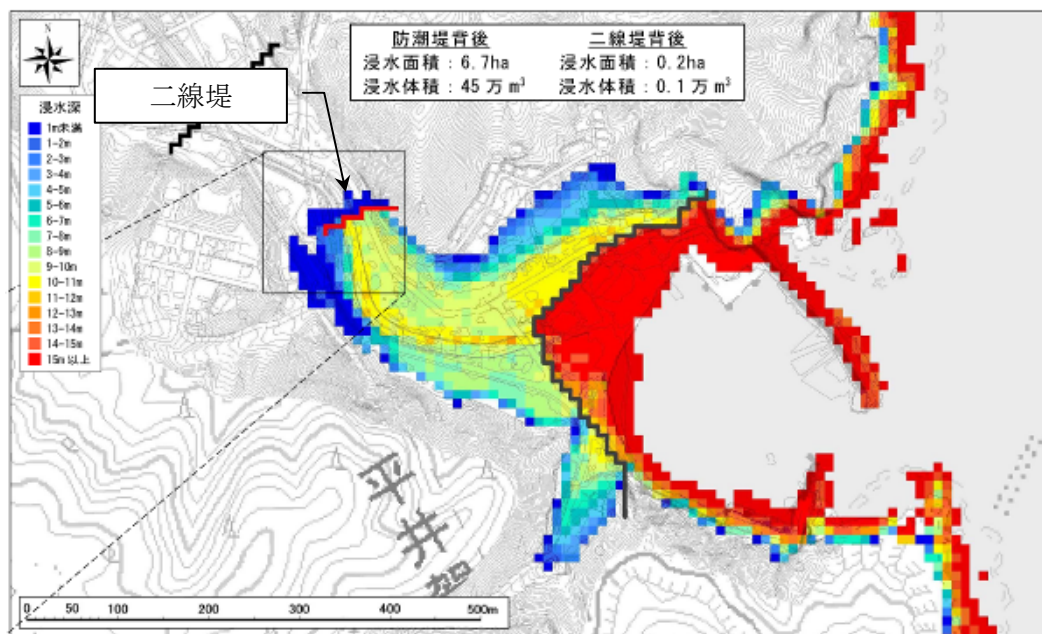 N
防潮堤背後 二線堤背後
浸水面積：6.7ha 浸水面積：0.2ha
浸水体積：45万m³ 浸水体積：0.1万m³
二線堤
浸水深
1m未満
1-2m
2-3m
3-4m
4-5m
5-6m
6-7m
7-8m
8-9m
9-10m
10-11m
11-12m
12-13m
13-14m
14-15m
15m以上
平井
0 50 100 200 300 400 500m